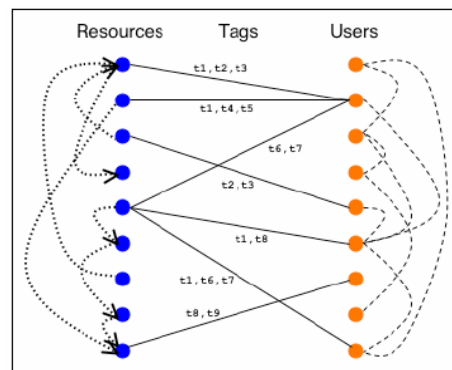 Resources Tags Users
t1,t2,t3
t1,t4,t5
t6,t7
t2,t3
t1,t8
t1,t6,t7
t8,t9